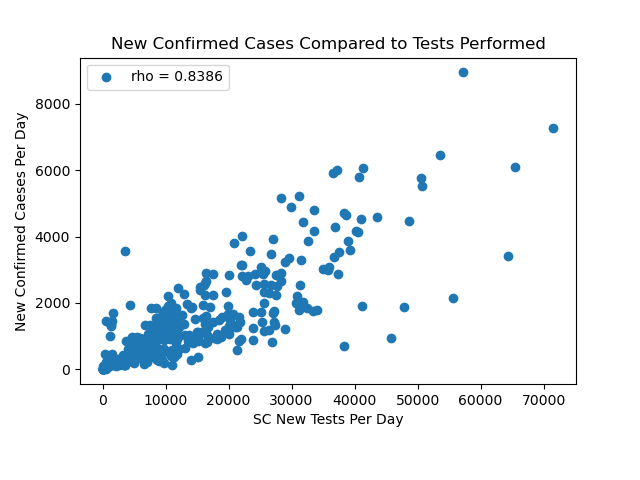 New Confirmed Cases Compared to Tests Performed
rho = 0.8386
8000
6000
4000
2000
0
New Confirmed Caeses Per Day
0 10000 20000 30000 40000 50000 60000 70000
SC New Tests Per Day